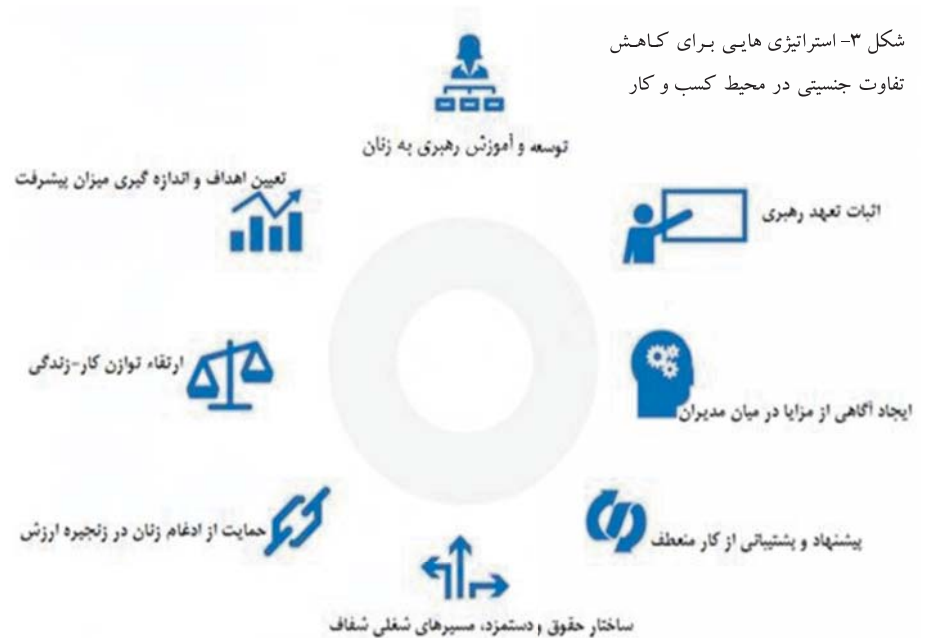 شکل ۳- استراتژی هایی برای کاهش
تفاوت جنسیتی در محیط کسب و کار
توسعه و آموزش رهبری به زنان
اثبات تعهد رهبری
ایجاد آگاهی از مزایا در میان مدیران
پیشنهاد و پشتیبانی از کار منعطف
ساختار حقوق و دستمزد، مسیرهای شغلی شفاف
حمایت از ادغام زنان در زنجیره ارزش
ارتقاء توازن کار-زندگی
تعیین اهداف و اندازه گیری میزان پیشرفت